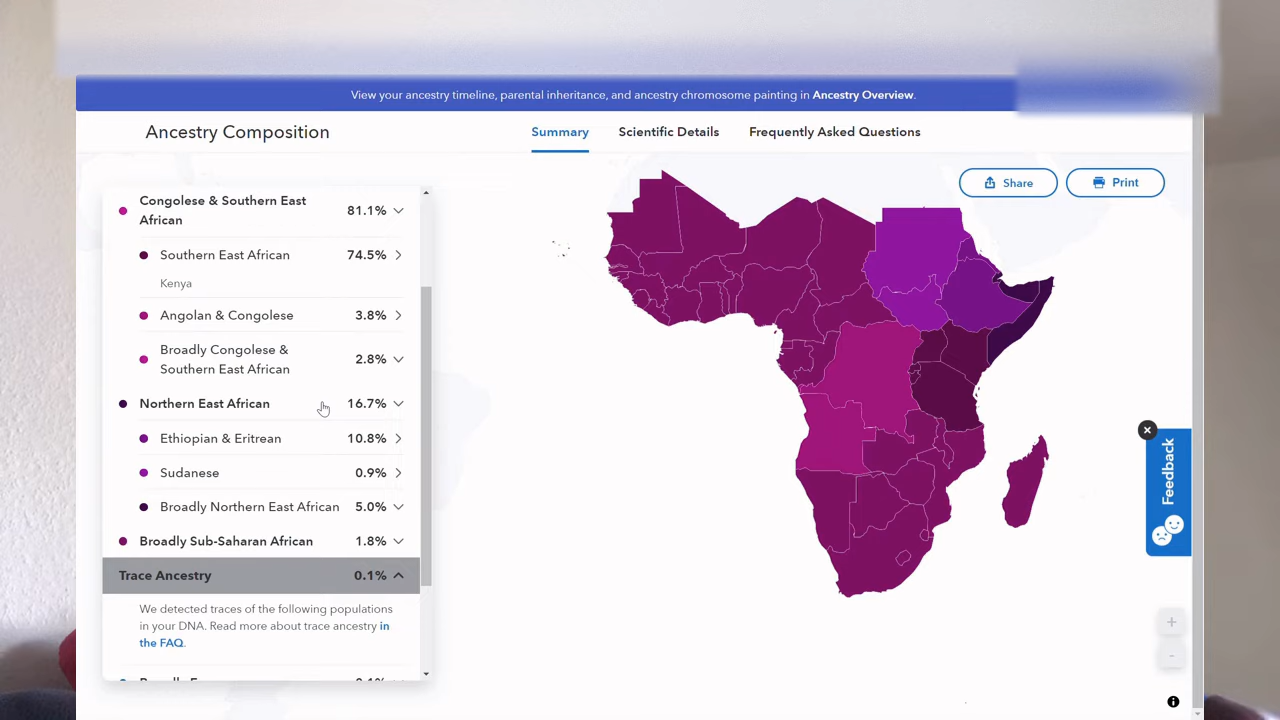 View your ancestry timeline, parental inheritance, and ancestry chromosome painting in Ancestry Overview.
Ancestry Composition
Summary
Scientific Details
Frequently Asked Questions
Share
Print
Congolese & Southern East
African
81.1%
Southern East African 74.5%
Kenya
Angolan & Congolese 3.8%
Broadly Congolese &
Southern East African
2.8%
Northern East African 16.7%
Ethiopian & Eritrean 10.8%
Sudanese 0.9%
Broadly Northern East African 5.0%
Broadly Sub-Saharan African 1.8%
Trace Ancestry 0.1%
We detected traces of the following populations
in your DNA. Read more about trace ancestry in
the FAQ.
Feedback